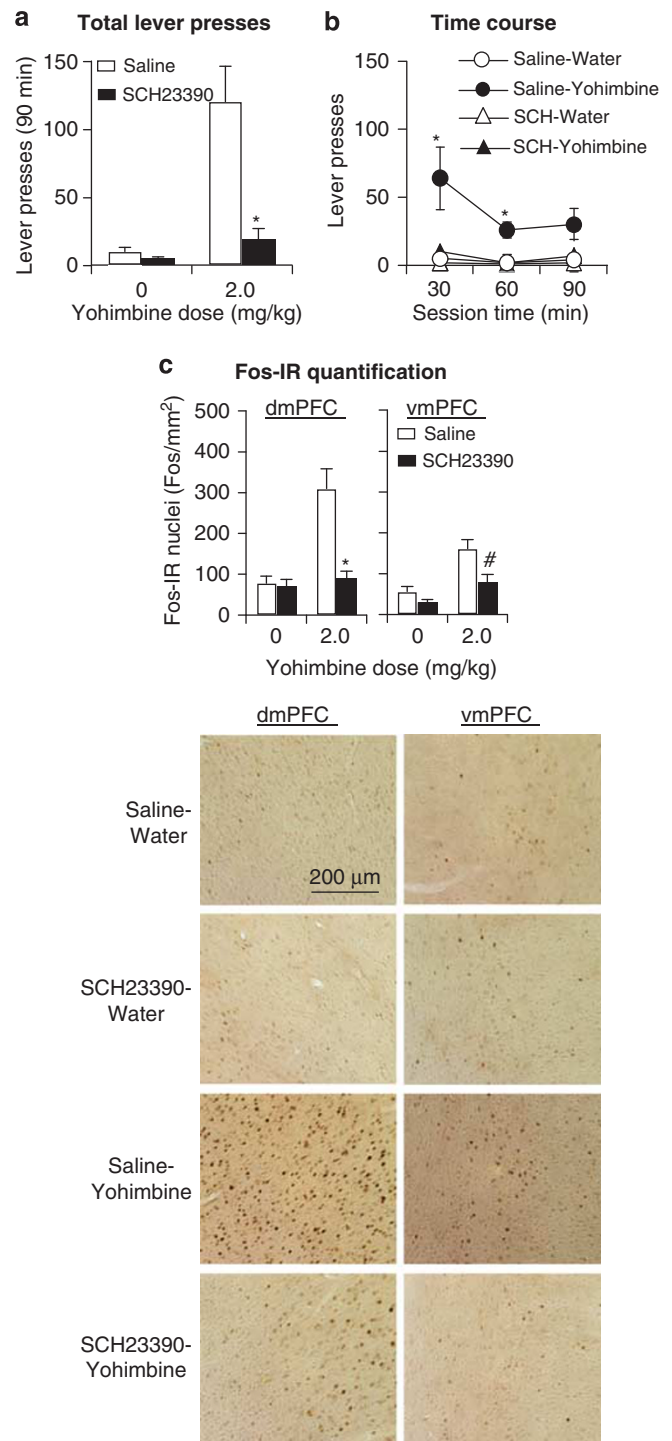 a Total lever presses
Lever presses (90 min)
150
100
50
0
Saline
SCH23390
*
0 2.0
Yohimbine dose (mg/kg)
b Time course
Lever presses
150
100
50
0
Saline-Water
Saline-Yohimbine
SCH-Water
SCH-Yohimbine
*
*
30 60 90
Session time (min)
c Fos-IR quantification
dmPFC vmPFC
Fos-IR nuclei (Fos/mm²)
500
400
300
200
100
0
Saline
SCH23390
*
#
0 2.0 0 2.0
Yohimbine dose (mg/kg)
dmPFC vmPFC
Saline-
Water
200 μm
SCH23390-
Water
Saline-
Yohimbine
SCH23390-
Yohimbine